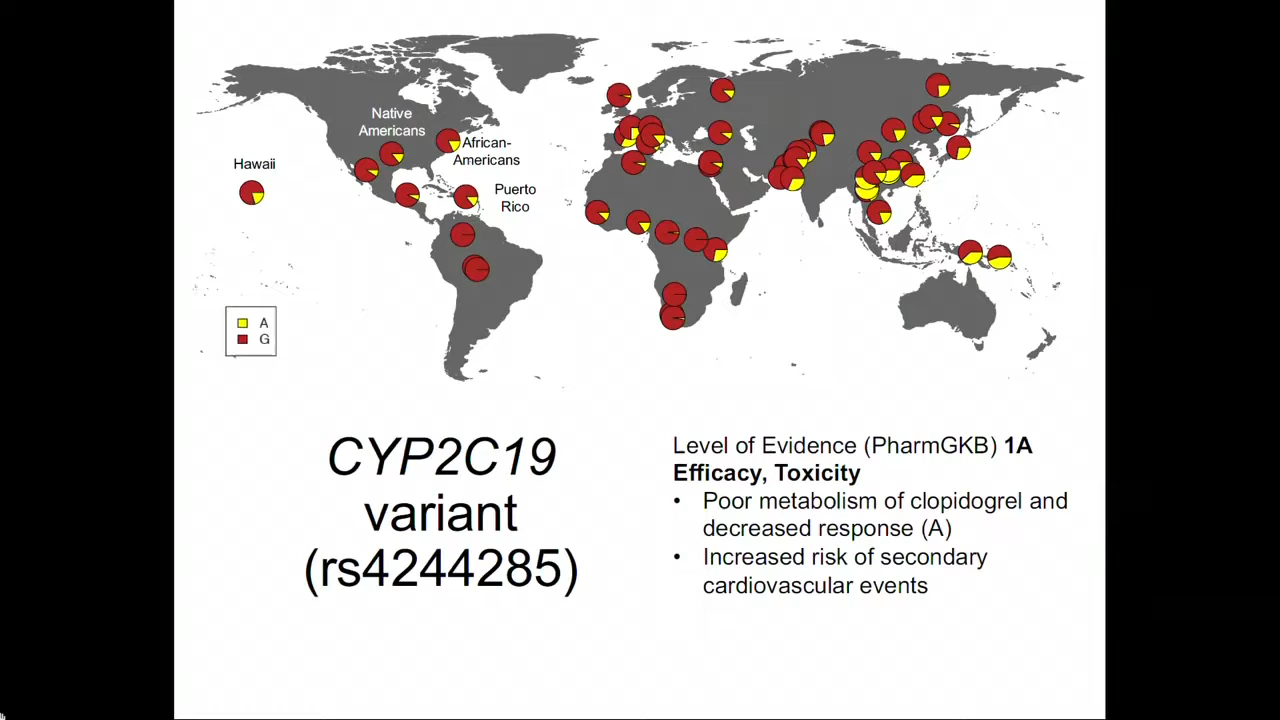 Native
Americans
African-
Americans
Hawaii
Puerto
Rico
A
G
CYP2C19
variant
(rs4244285)
Level of Evidence (PharmGKB) 1A
Efficacy, Toxicity
• Poor metabolism of clopidogrel and
decreased response (A)
• Increased risk of secondary
cardiovascular events